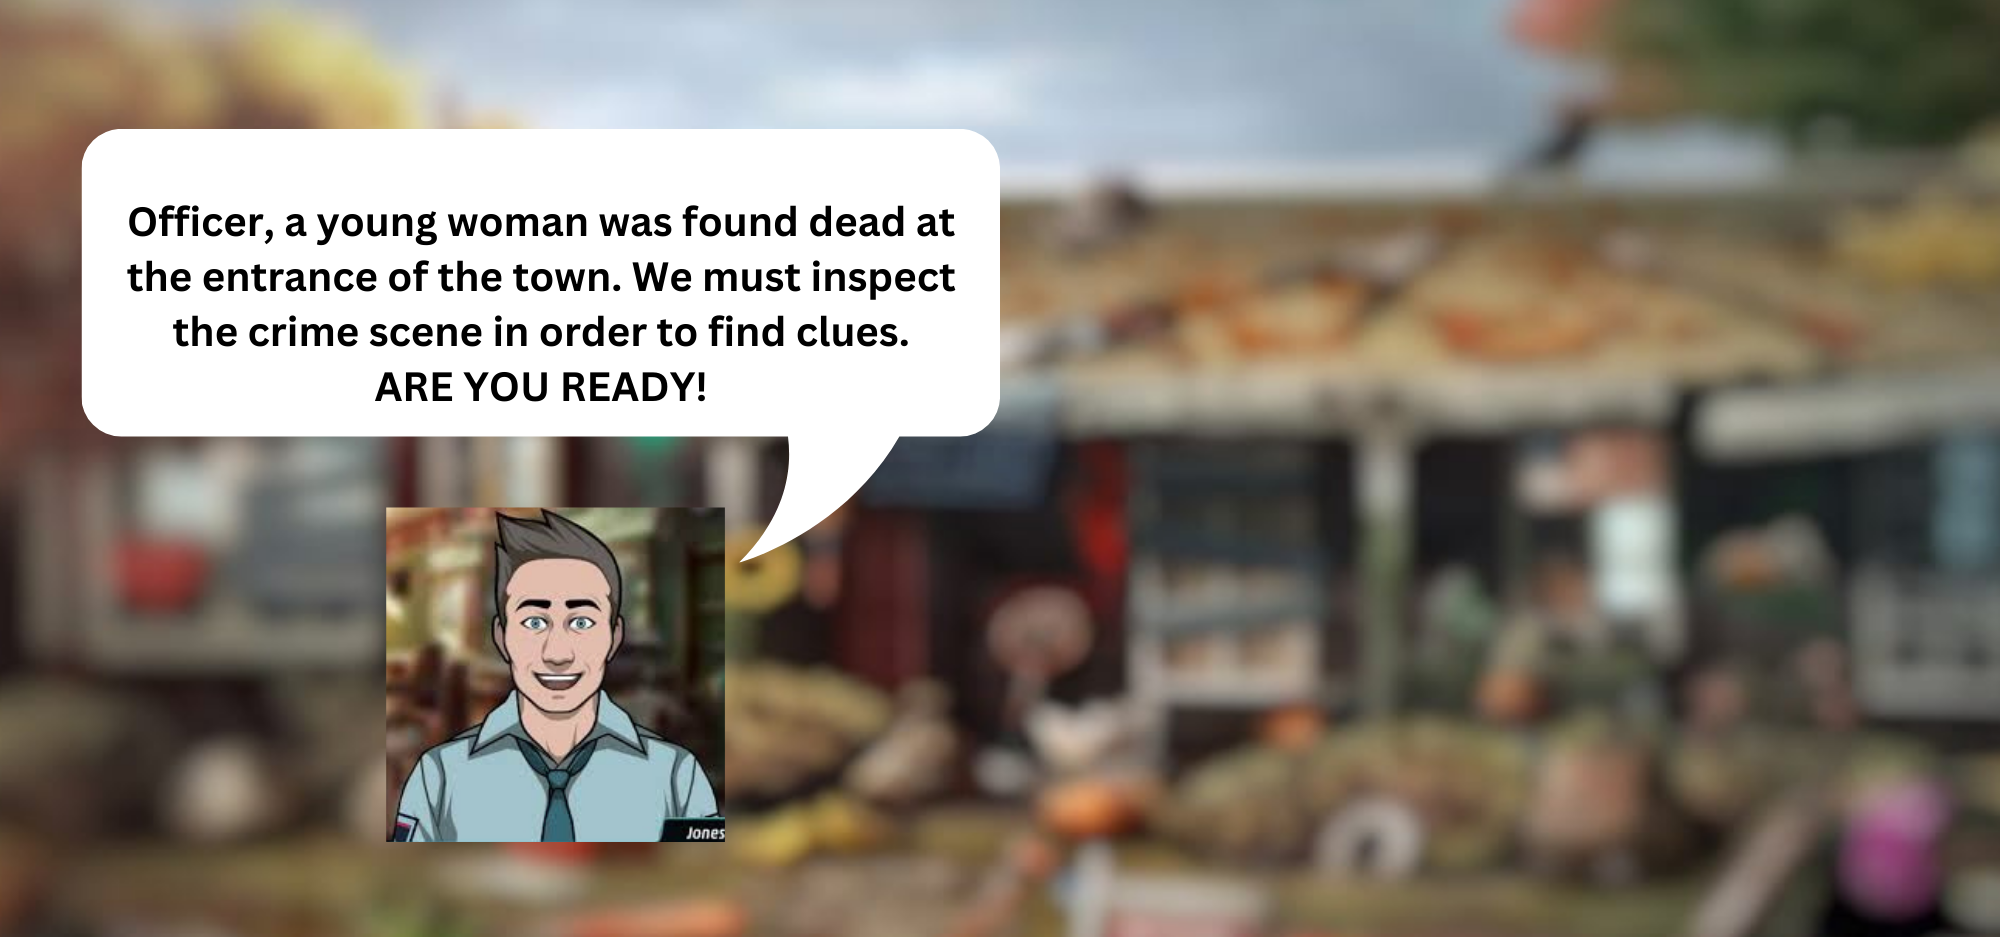 Officer, a young woman was found dead at
the entrance of the town. We must inspect
the crime scene in order to find clues.
ARE YOU READY!
Jones